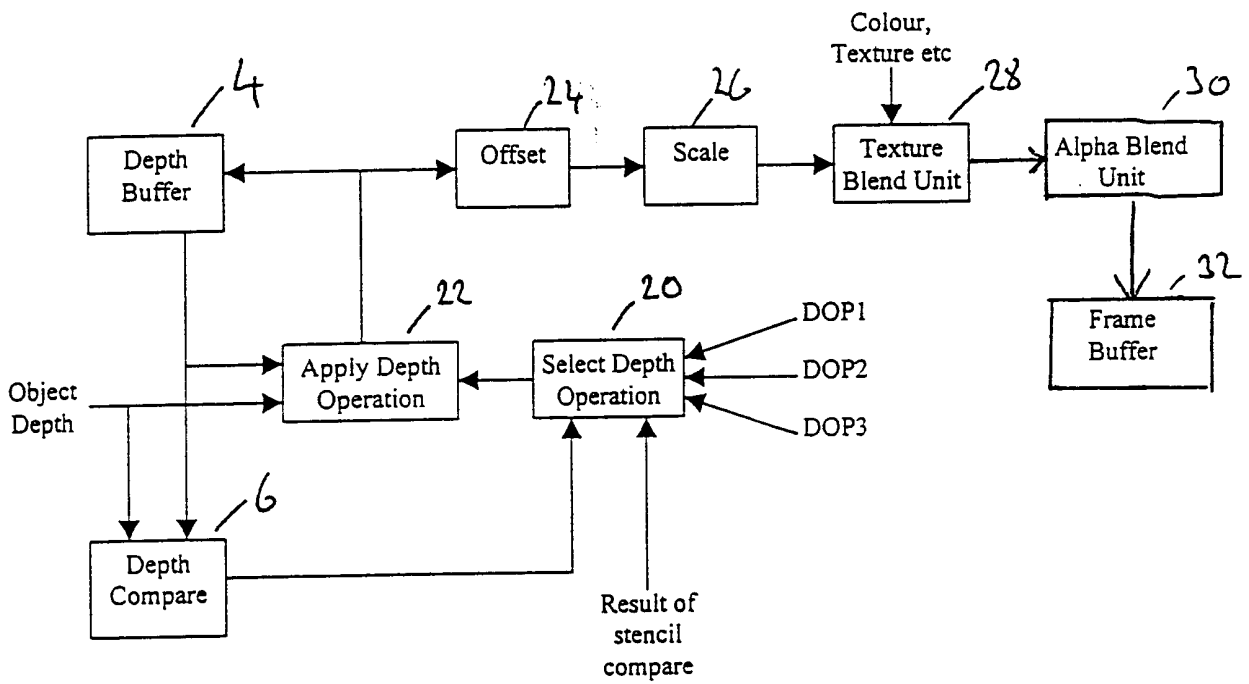 Colour,
Texture etc
4
24
26
28
30
Depth
Buffer
Offset
Scale
Texture
Blend Unit
Alpha Blend
Unit
22
20
32
DOP1
DOP2
DOP3
Frame
Buffer
Apply Depth
Operation
Select Depth
Operation
Object
Depth
6
Depth
Compare
Result of
stencil
compare